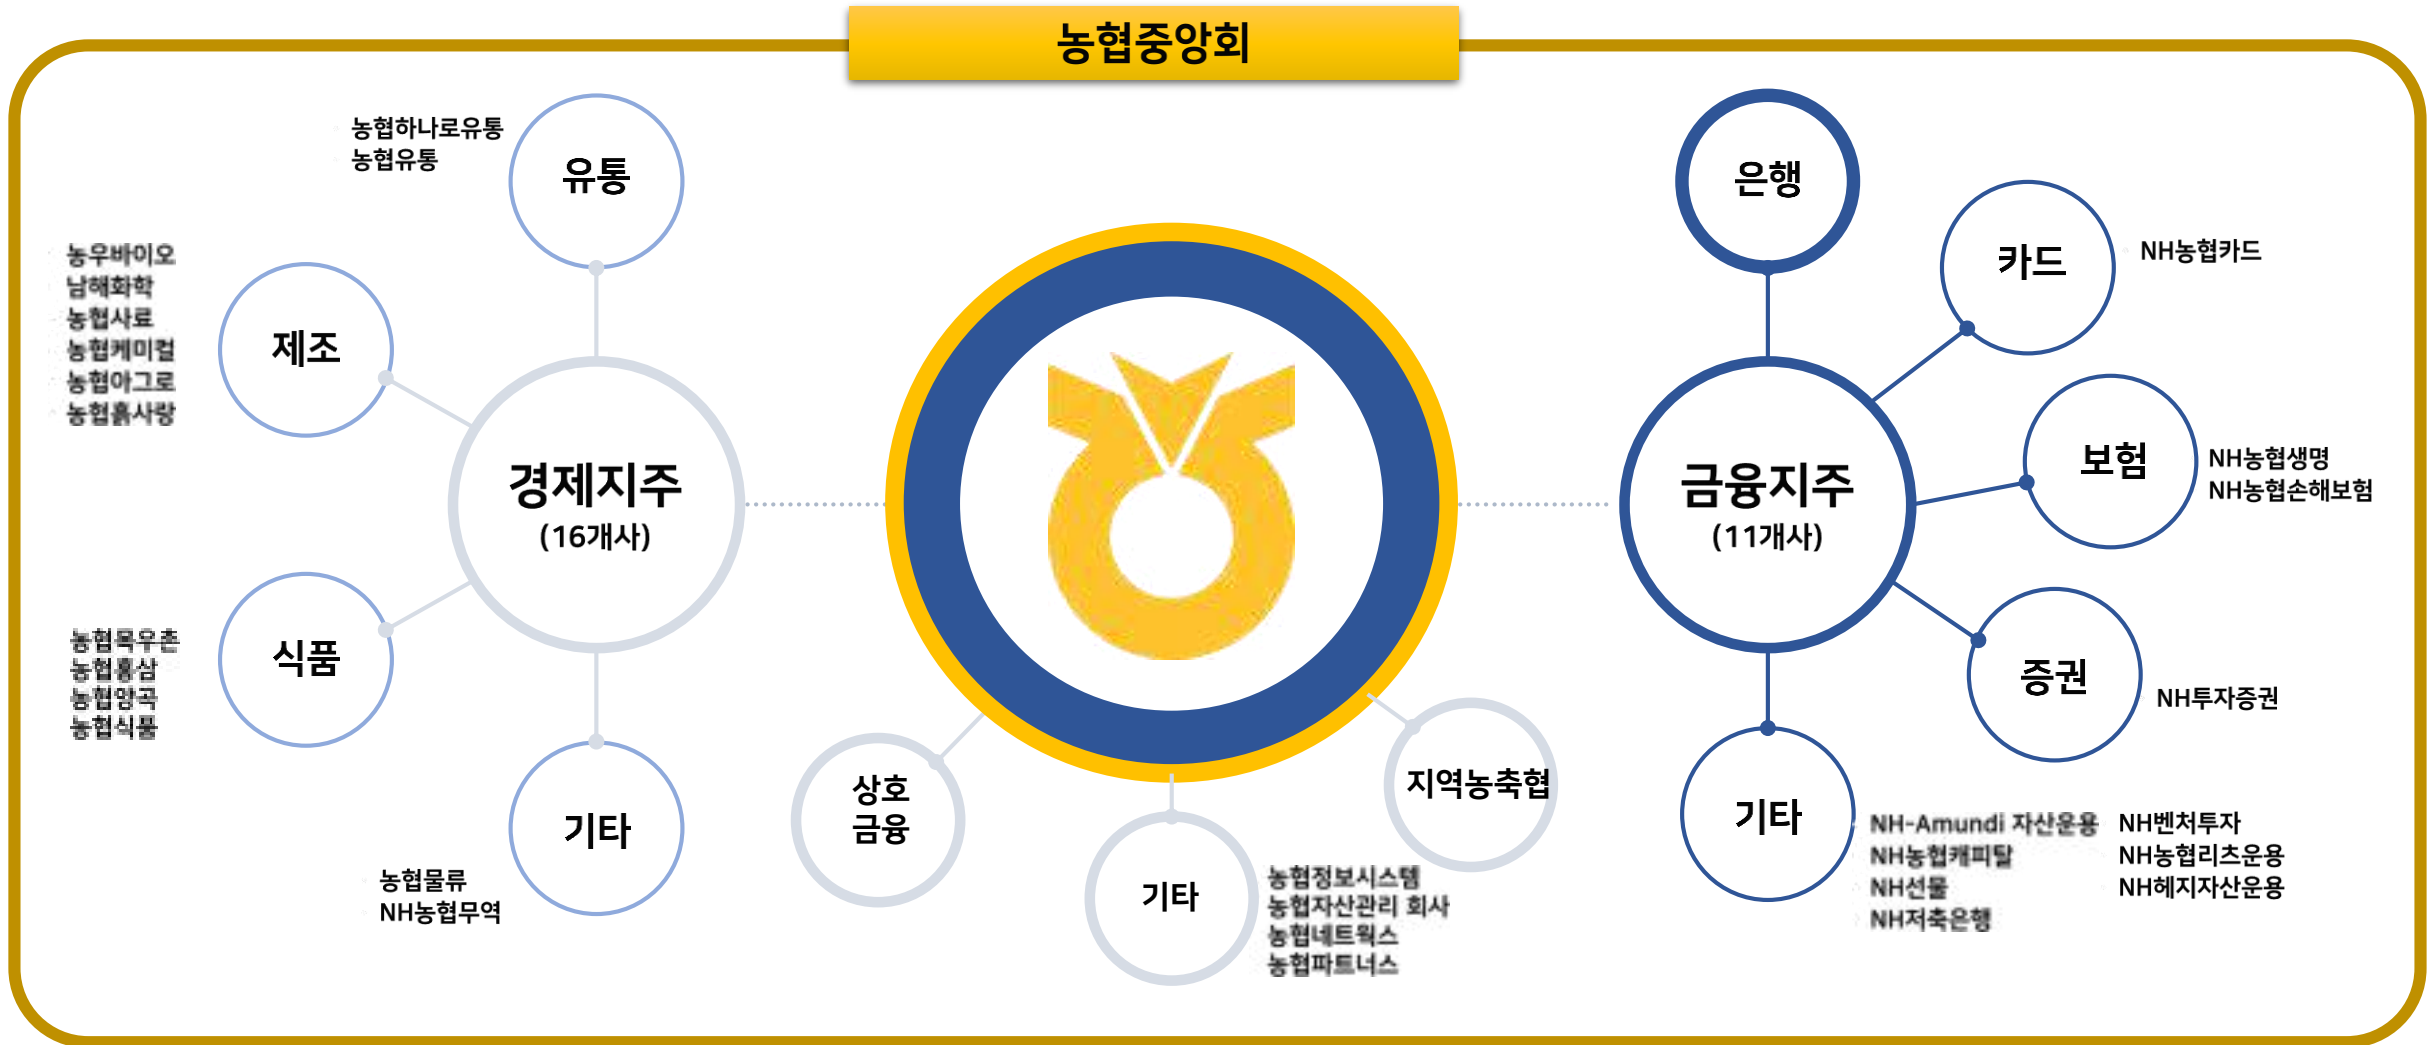 농협중앙회
농협하나로유통
농협유통
유통
농우바이오
남해화학
농협사료
농협케미컬
농협아그로
농협흙사랑
제조
경제지주
(16개사)
농협목우촌
농협홍삼
농협양곡
농협식품
식품
기타
농협물류
NH농협무역
상호
금융
기타
농협정보시스템
농협자산관리 회사
농협네트웍스
농협파트너스
지역농축협
은행
카드
NH농협카드
금융지주
(11개사)
보험
NH농협생명
NH농협손해보험
증권
NH투자증권
기타
NH-Amundi 자산운용
NH농협캐피탈
NH선물
NH저축은행
NH벤처투자
NH농협리츠운용
NH헤지자산운용